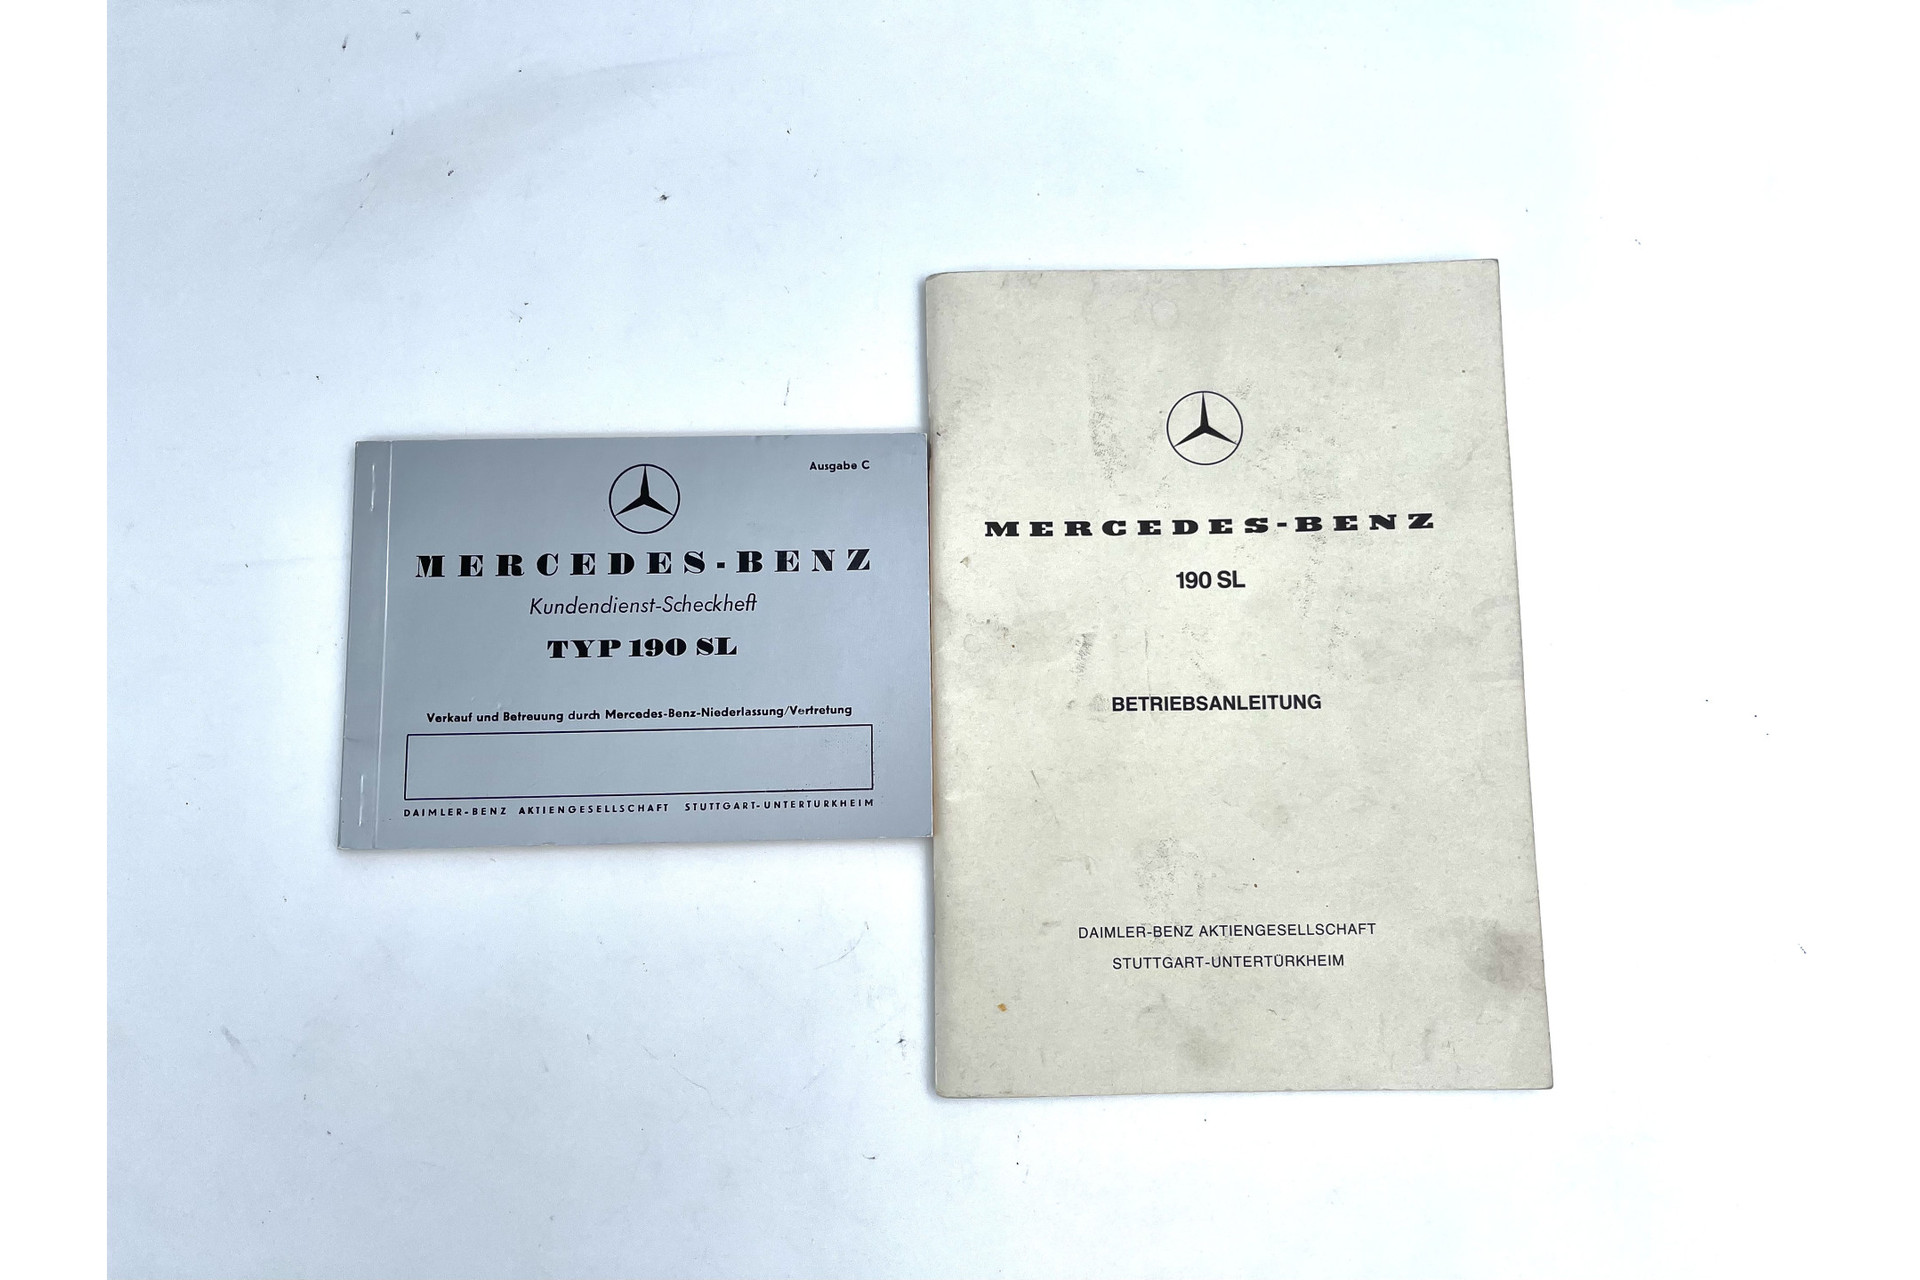 Ausgabe C
MERCEDES-BENZ
Kundendienst-Scheckheft
TYP 190 SL
Verkauf und Betreuung durch Mercedes-Benz-Niederlassung/Vertretung
DAIMLER-BENZ AKTIENGESELLSCHAFT STUTTGART-UNTERTÜRKHEIM
MERCEDES-BENZ
190 SL
BETRIEBSANLEITUNG
DAIMLER-BENZ AKTIENGESELLSCHAFT
STUTTGART-UNTERTÜRKHEIM